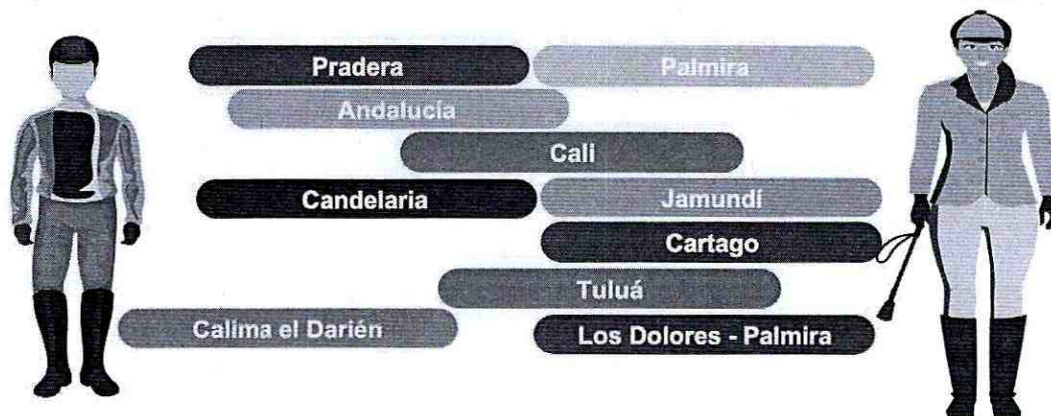 Pradera
Palmira
Andalucía
Cali
Candelaria
Jamundí
Cartago
Tuluá
Calima el Darién
Los Dolores - Palmira